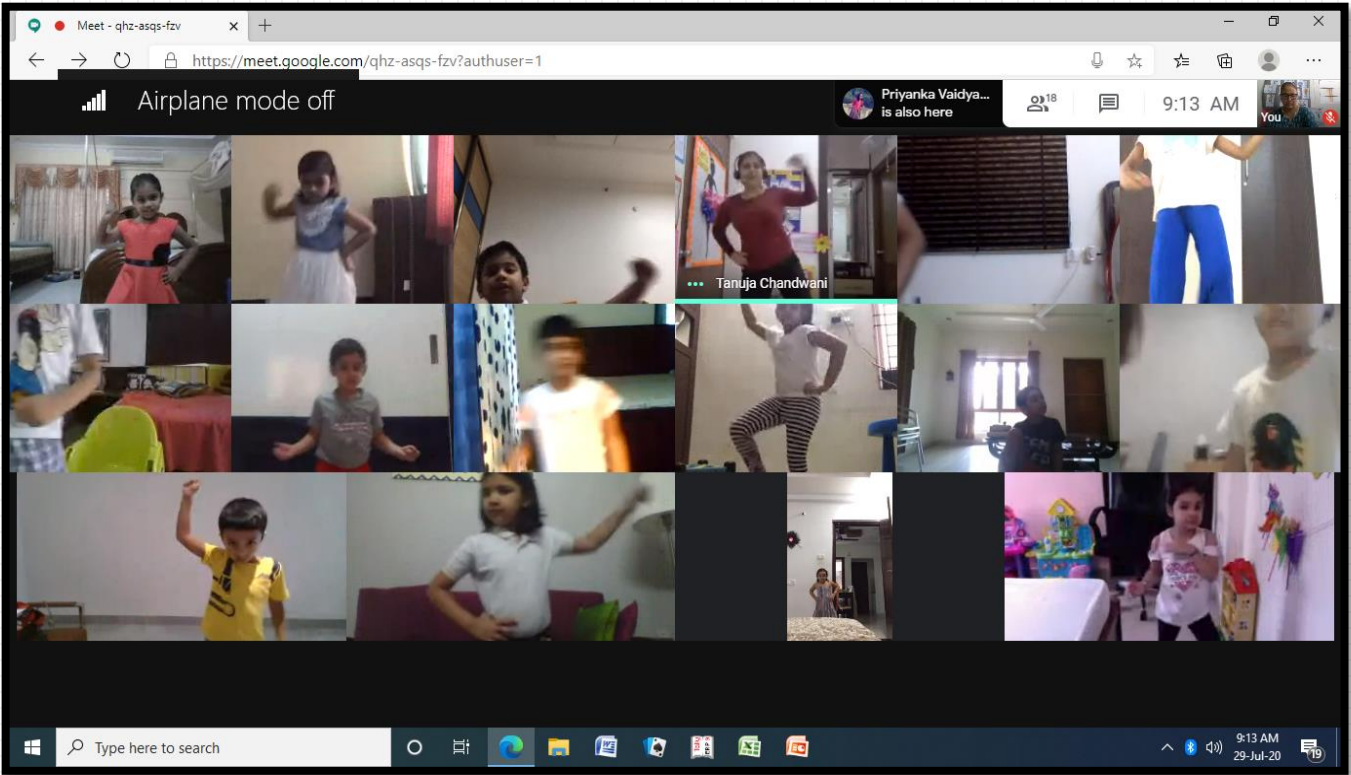 Meet - qhz-asqs-fzv
https://meet.google.com/qhz-asqs-fzv?authuser=1
Airplane mode off
Priyanka Vaidya...
is also here
18
9:13 AM
You
Tanuja Chandwani
Type here to search
9:13 AM
29-Jul-20
19